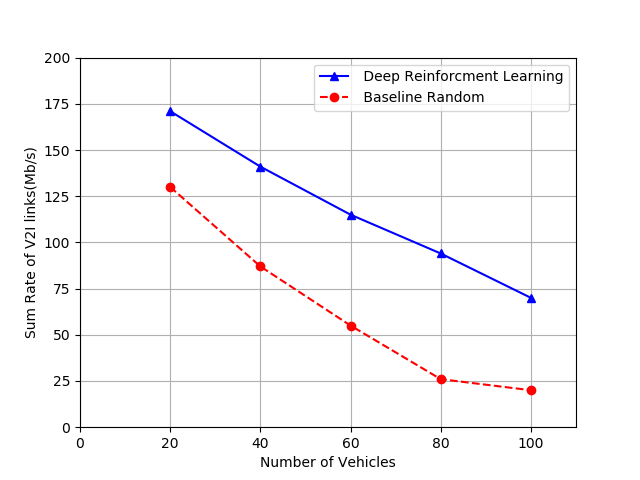 Deep Reinforcment Learning
Baseline Random
200
175
150
125
100
75
50
25
0
Sum Rate of V2I links(Mb/s)
0 20 40 60 80 100
Number of Vehicles